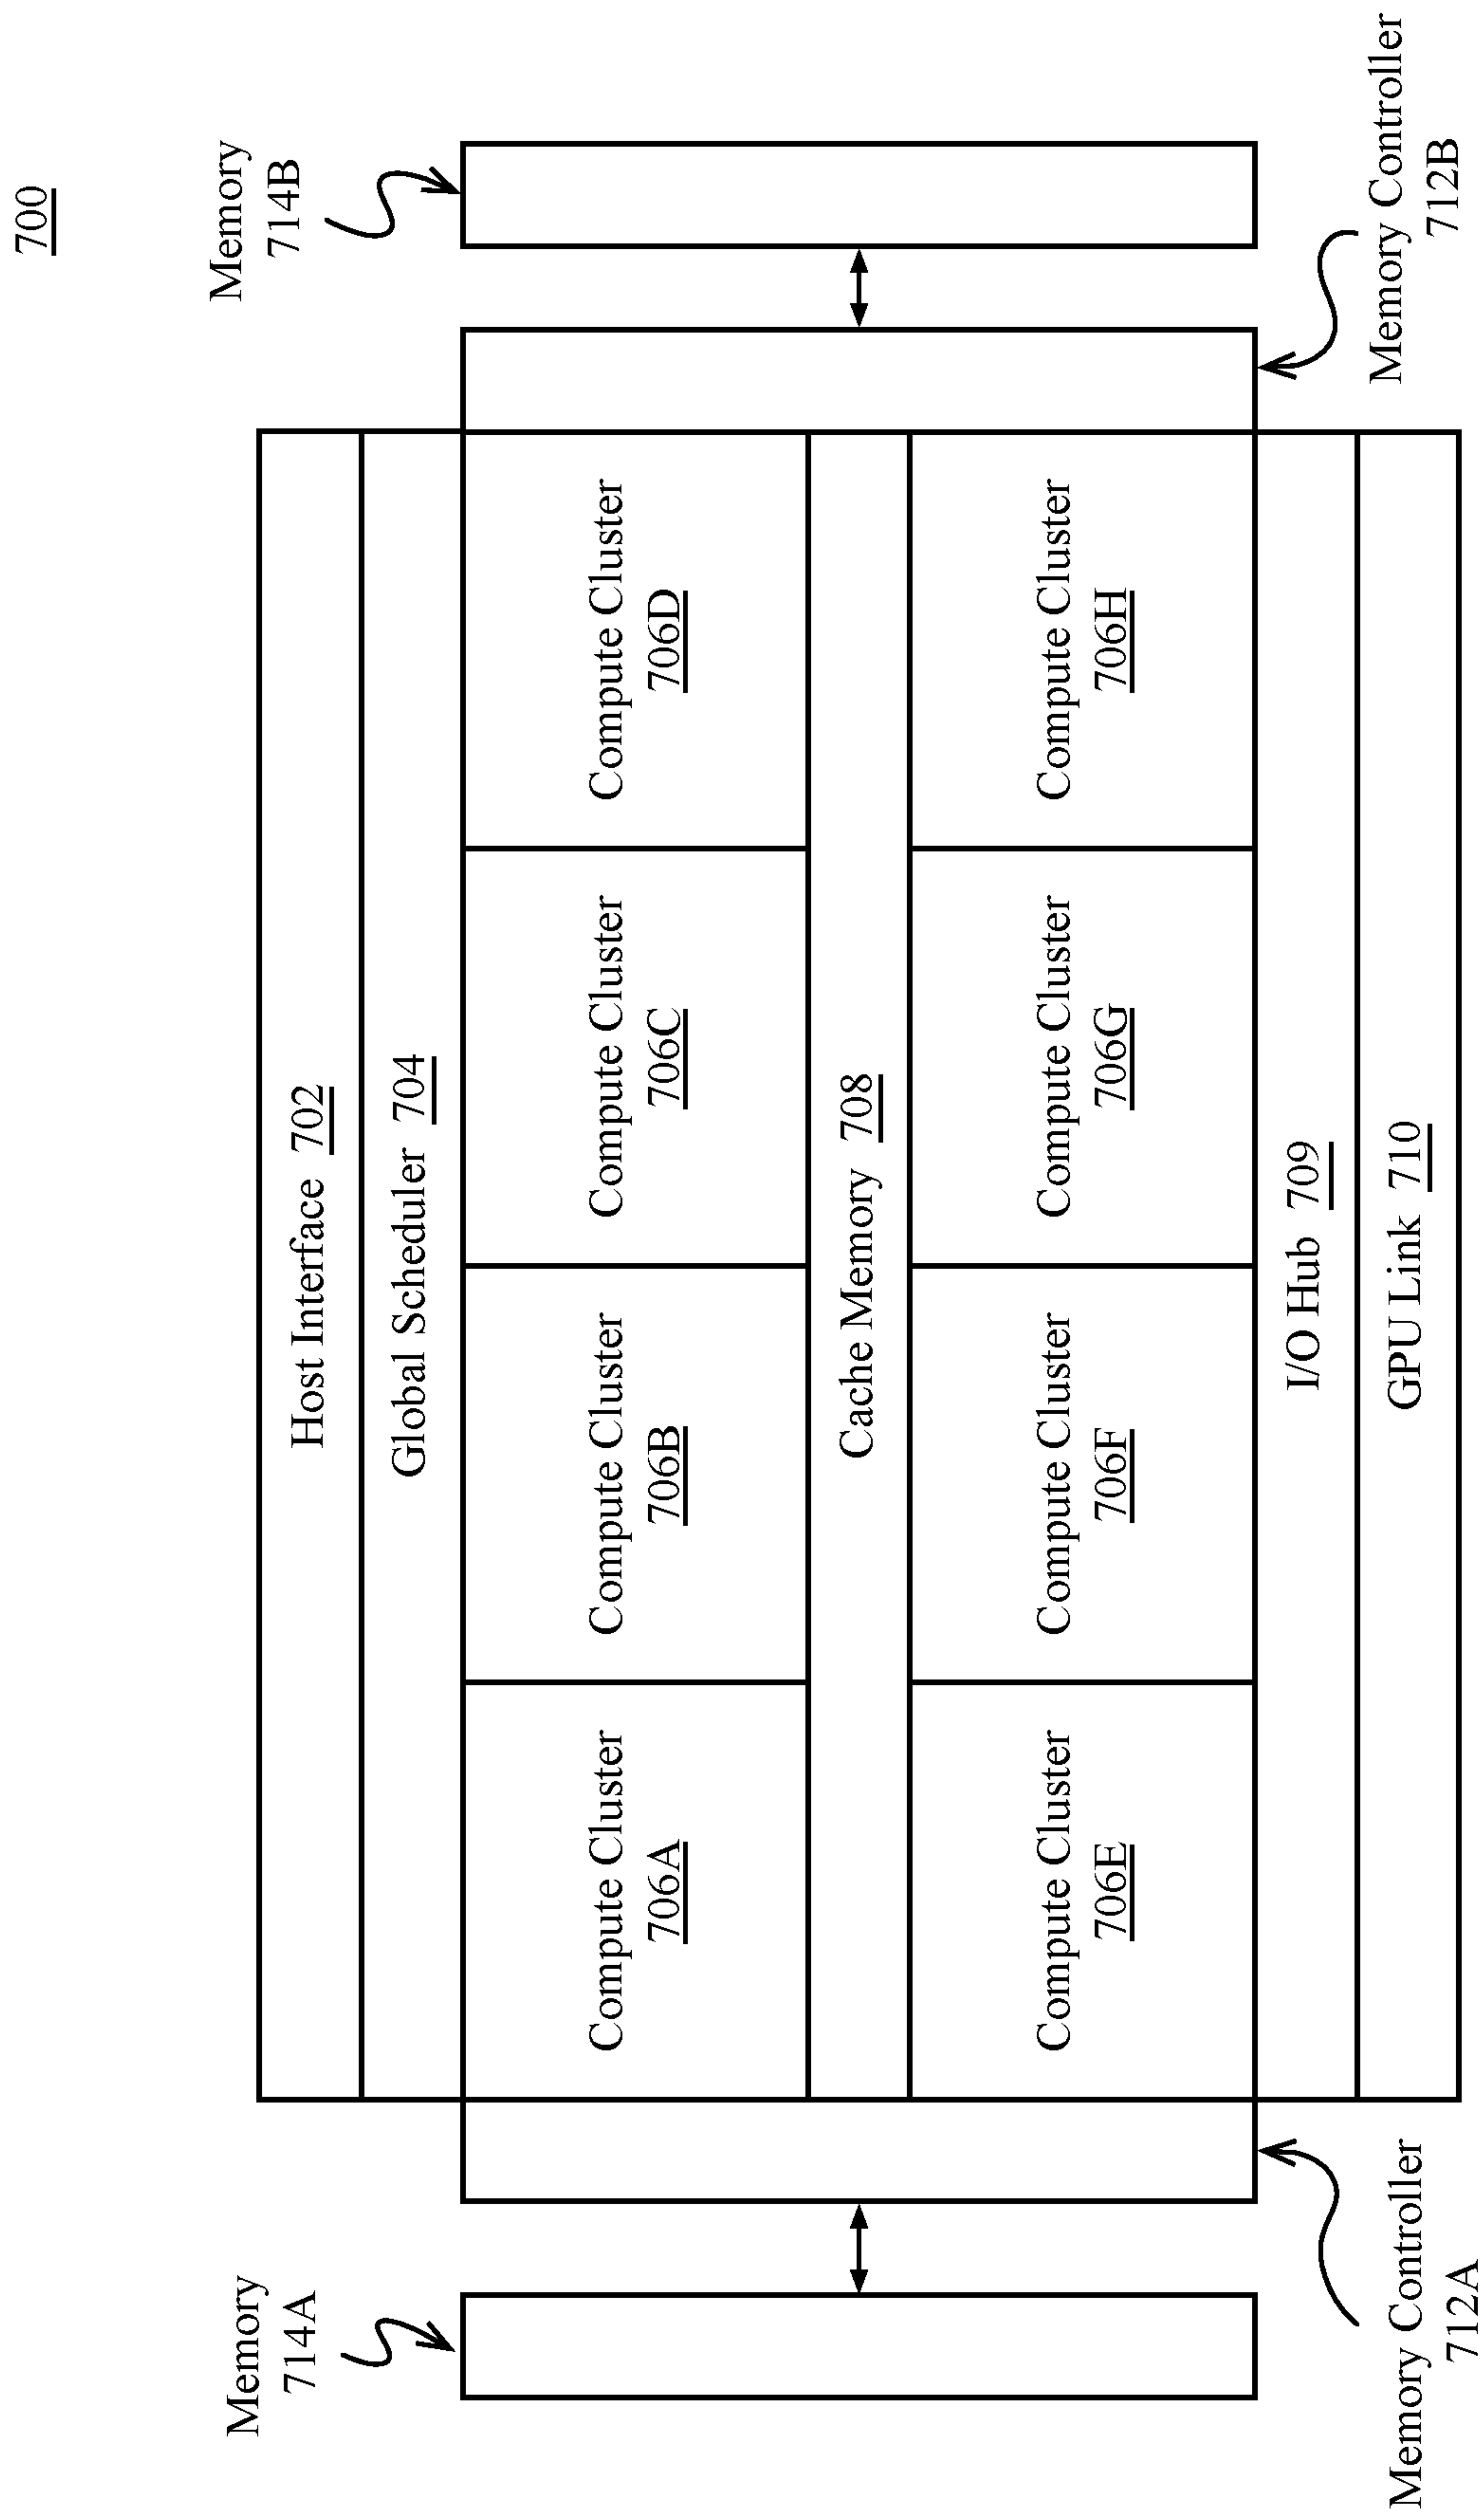 700
Memory
714B
Memory Controller
712B
Host Interface 702
Global Scheduler 704
Compute Cluster
706A
Compute Cluster
706B
Compute Cluster
706C
Compute Cluster
706D
Cache Memory 708
Compute Cluster
706E
Compute Cluster
706F
Compute Cluster
706G
Compute Cluster
706H
I/O Hub 709
GPU Link 710
Memory
714A
Memory Controller
712A